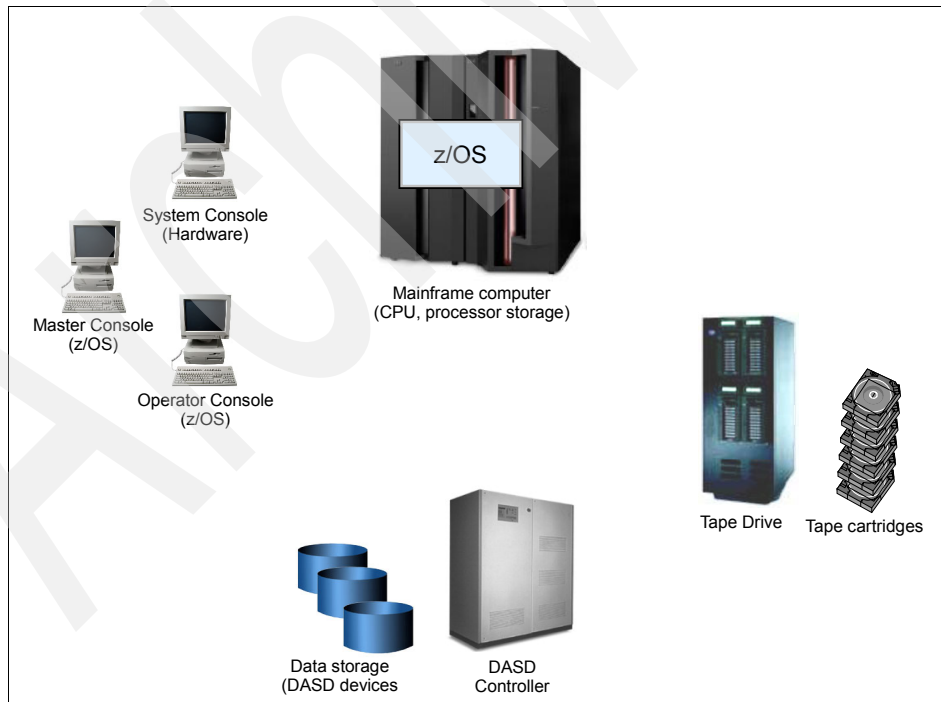 z/OS
System Console
(Hardware)
Mainframe computer
(CPU, processor storage)
Master Console
(z/OS)
Operator Console
(z/OS)
Tape Drive
Tape cartridges
Data storage
(DASD devices
DASD
Controller